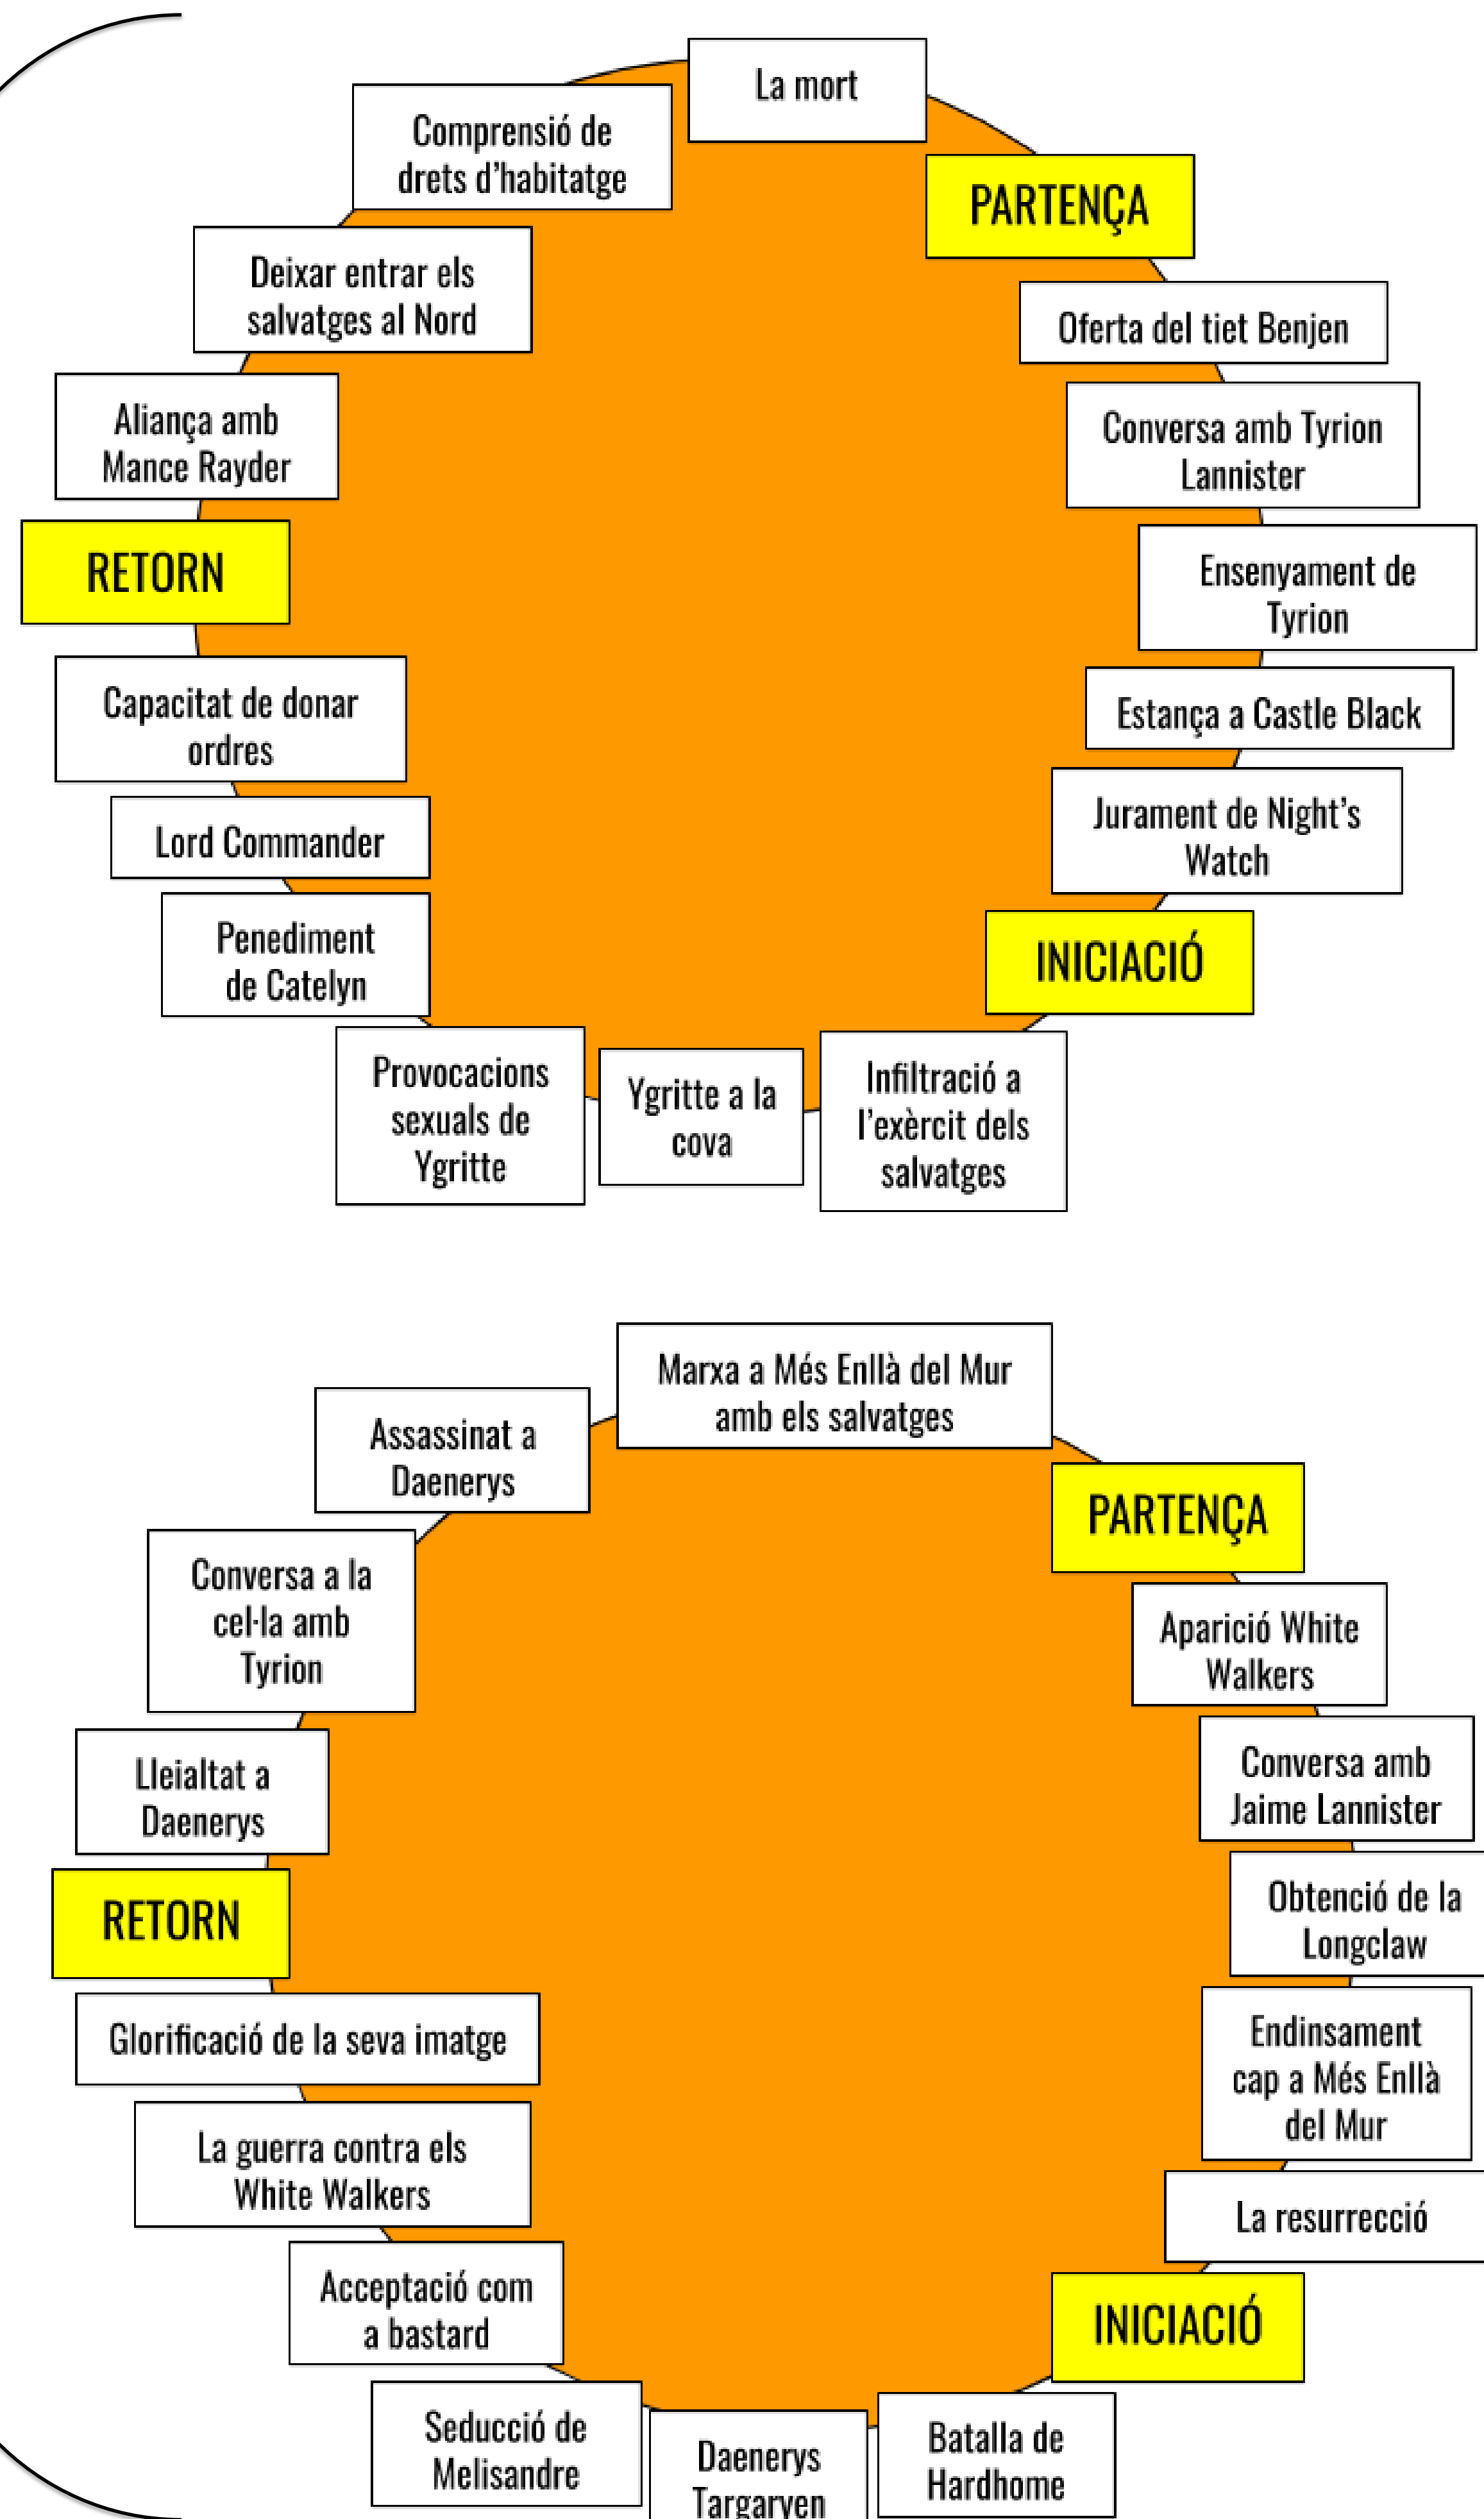 La mort
PARTENÇA
Oferta del tiet Benjen
Conversa amb Tyrion
Lannister
Ensenyament de
Tyrion
Estança a Castle Black
Jurament de Night’s
Watch
INICIACIÓ
Infiltració a
l’exèrcit dels
salvatges
Ygritte a la
cova
Provocacions
sexuals de
Ygritte
Penediment
de Catelyn
Lord Commander
Capacitat de donar
ordres
RETORN
Aliança amb
Mance Rayder
Deixar entrar els
salvatges al Nord
Comprensió de
drets d’habitatge
Marxa a Més Enllà del Mur
amb els salvatges
PARTENÇA
Aparició White
Walkers
Conversa amb
Jaime Lannister
Obtenció de la
Longclaw
Endinsament
cap a Més Enllà
del Mur
La resurrecció
INICIACIÓ
Batalla de
Hardhome
Daenerys
Targaryen
Seducció de
Melisandre
Acceptació com
a bastard
La guerra contra els
White Walkers
Glorificació de la seva imatge
RETORN
Lleialtat a
Daenerys
Conversa a la
cel·la amb
Tyrion
Assassinat a
Daenerys